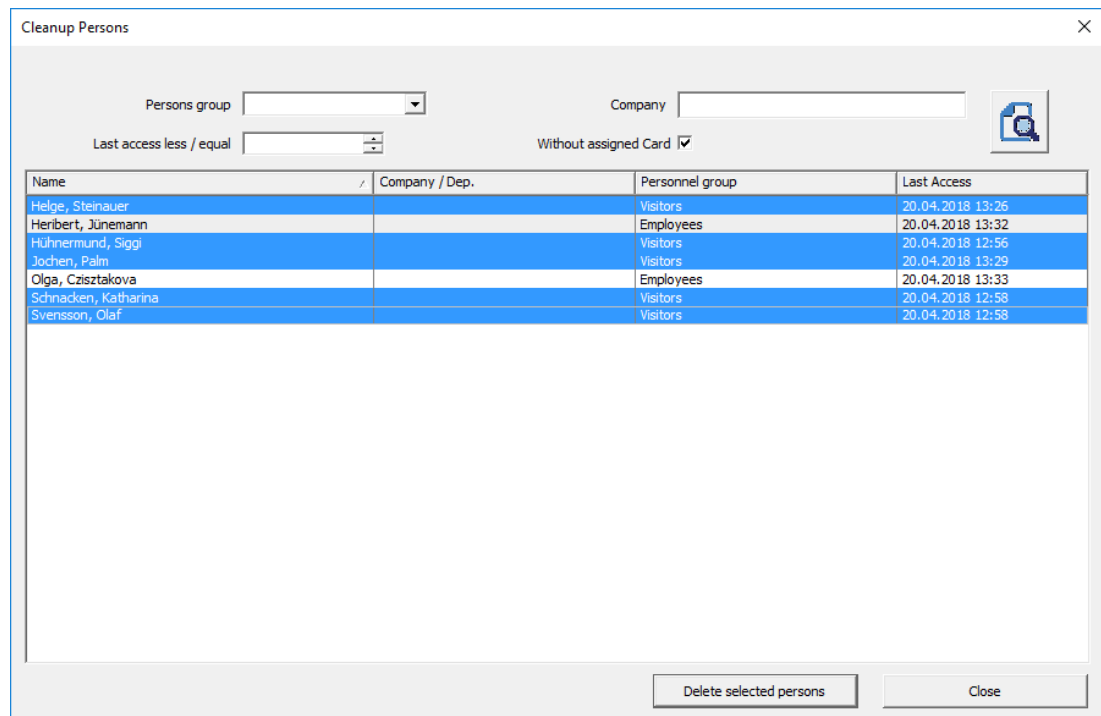 Cleanup Persons
Persons group Company
Last access less / equal Without assigned Card
Name Company / Dep. Personnel group Last Access
Helge, Steinauer Visitors 20.04.2018 13:26
Heribert, Jünemann Employees 20.04.2018 13:32
Hühnermund, Siggi Visitors 20.04.2018 12:56
Jochen, Palm Visitors 20.04.2018 13:29
Olga, Czisztakova Employees 20.04.2018 13:33
Schnacken, Katharina Visitors 20.04.2018 12:58
Svensson, Olaf Visitors 20.04.2018 12:58
Delete selected persons Close